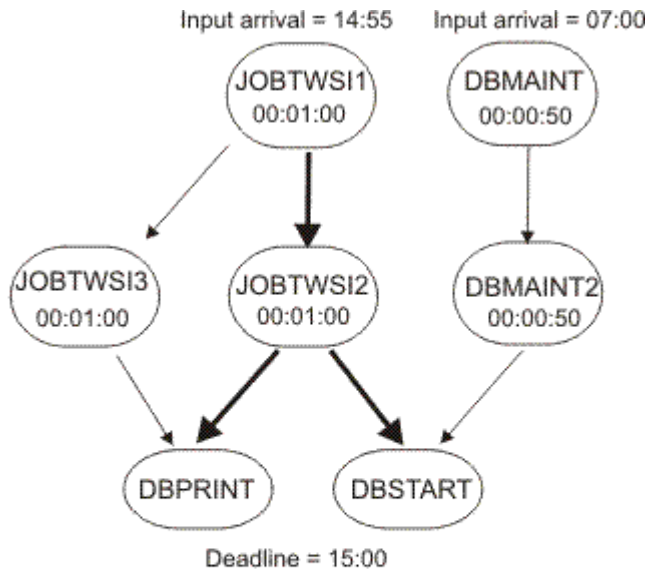 Input arrival = 14:55
Input arrival = 07:00
JOBTWSI1
00:01:00
DBMAINT
00:00:50
JOBTWSI3
00:01:00
JOBTWSI2
00:01:00
DBMAINT2
00:00:50
DBPRINT
DBSTART
Deadline = 15:00